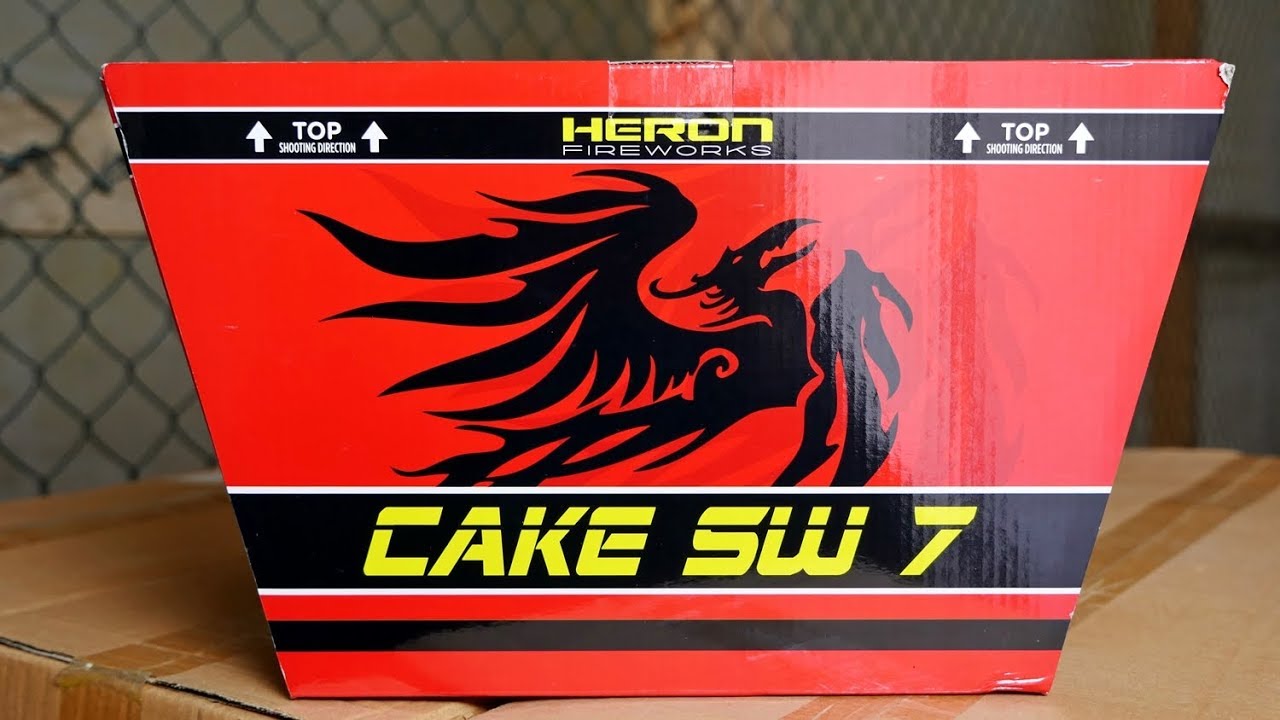 TOP
SHOOTING DIRECTION
HERON
FIREWORKS
TOP
SHOOTING DIRECTION
CAKE SW 7